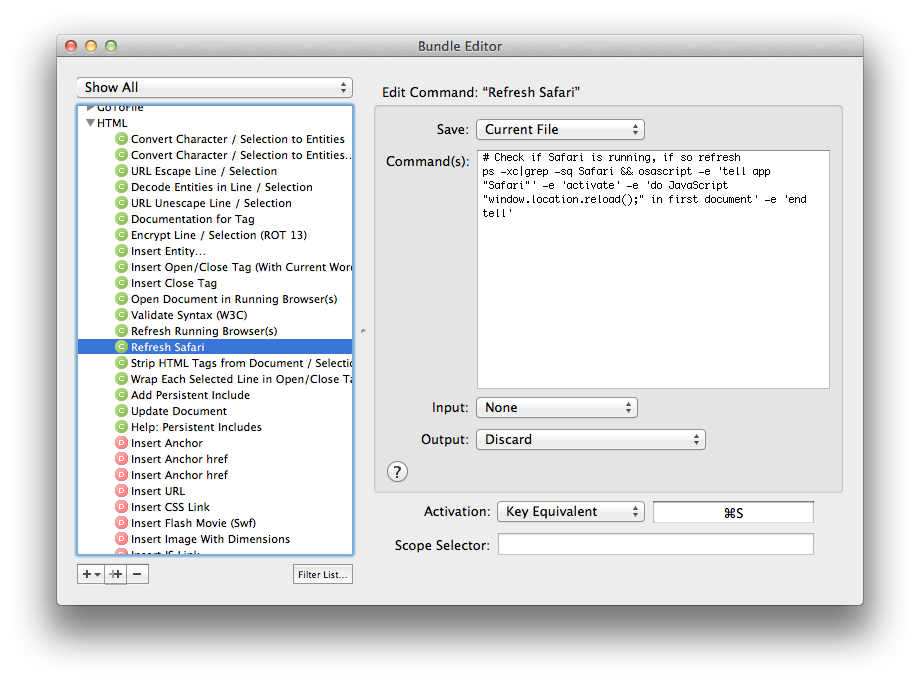 Bundle Editor
Show All
GoToFile
HTML
Convert Character / Selection to Entities
Convert Character / Selection to Entities..
URL Escape Line / Selection
Decode Entities in Line / Selection
URL Unescape Line / Selection
Documentation for Tag
Encrypt Line / Selection (ROT 13)
Insert Entity…
Insert Open/Close Tag (With Current Word
Insert Close Tag
Open Document in Running Browser(s)
Validate Syntax (W3C)
Refresh Running Browser(s)
Refresh Safari
Strip HTML Tags from Document / Selectio
Wrap Each Selected Line in Open/Close Ta
Add Persistent Include
Update Document
Help: Persistent Includes
Insert Anchor
Insert Anchor href
Insert Anchor href
Insert URL
Insert CSS Link
Insert Flash Movie (Swf)
Insert Image With Dimensions
Insert JS Link
Filter List...
Edit Command: “Refresh Safari”
Save: Current File
Command(s):
# Check if Safari is running, if so refresh
ps -xc|grep -sq Safari && osascript -e 'tell app
"Safari"' -e 'activate' -e 'do JavaScript
"window.location.reload();" in first document' -e 'end
tell'
Input: None
Output: Discard
?
Activation: Key Equivalent ⌘S
Scope Selector: